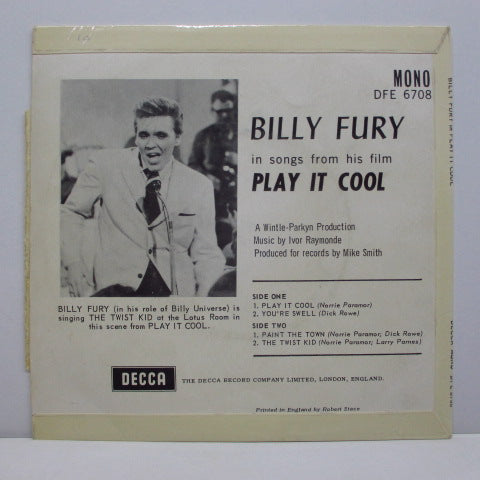 MONO
DFE 6708
BILLY FURY
in songs from his film
PLAY IT COOL
A Wintle-Parkyn Production
Music by Ivor Raymonde
Produced for records by Mike Smith
BILLY FURY (in his role of Billy Universe) is
singing THE TWIST KID at the Lotus Room in
this scene from PLAY IT COOL.
SIDE ONE
1. PLAY IT COOL (Norrie Paramor)
2. YOU'RE SWELL (Dick Rowe)
SIDE TWO
1. PAINT THE TOWN (Norrie Paramor; Dick Rowe)
2. THE TWIST KID (Norrie Paramor; Larry Parnes)
DECCA THE DECCA RECORD COMPANY LIMITED, LONDON, ENGLAND.
Printed in England by Robert Stace
BILLY FURY IN PLAY IT COOL
DECCA